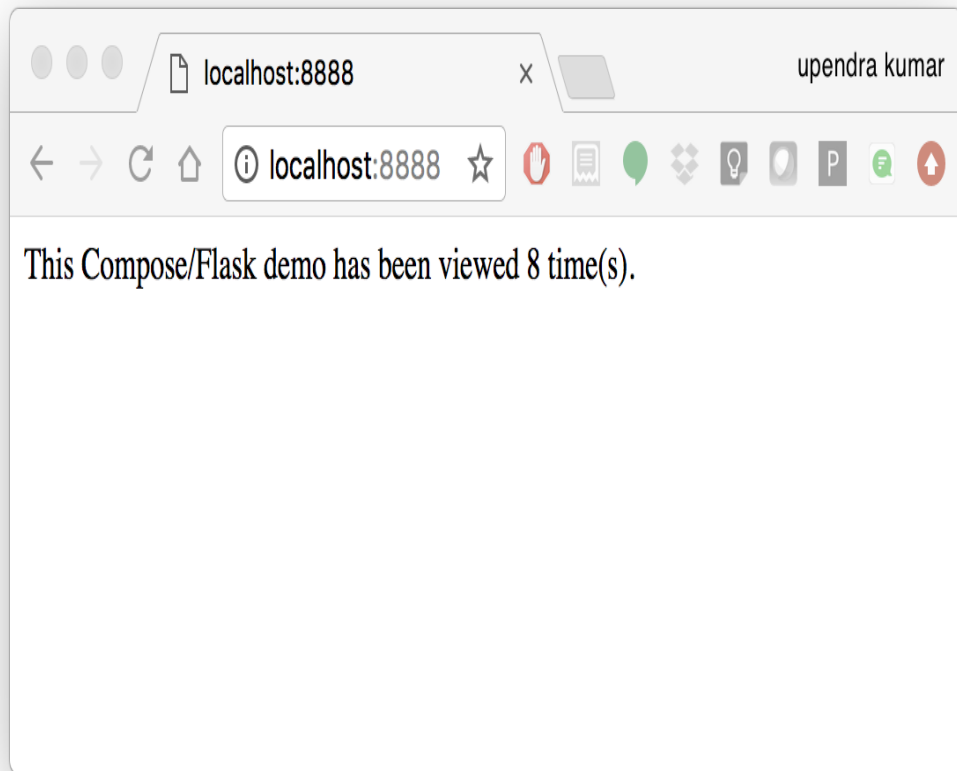 localhost:8888
upendra kumar
localhost:8888
P
This Compose/Flask demo has been viewed 8 time(s).